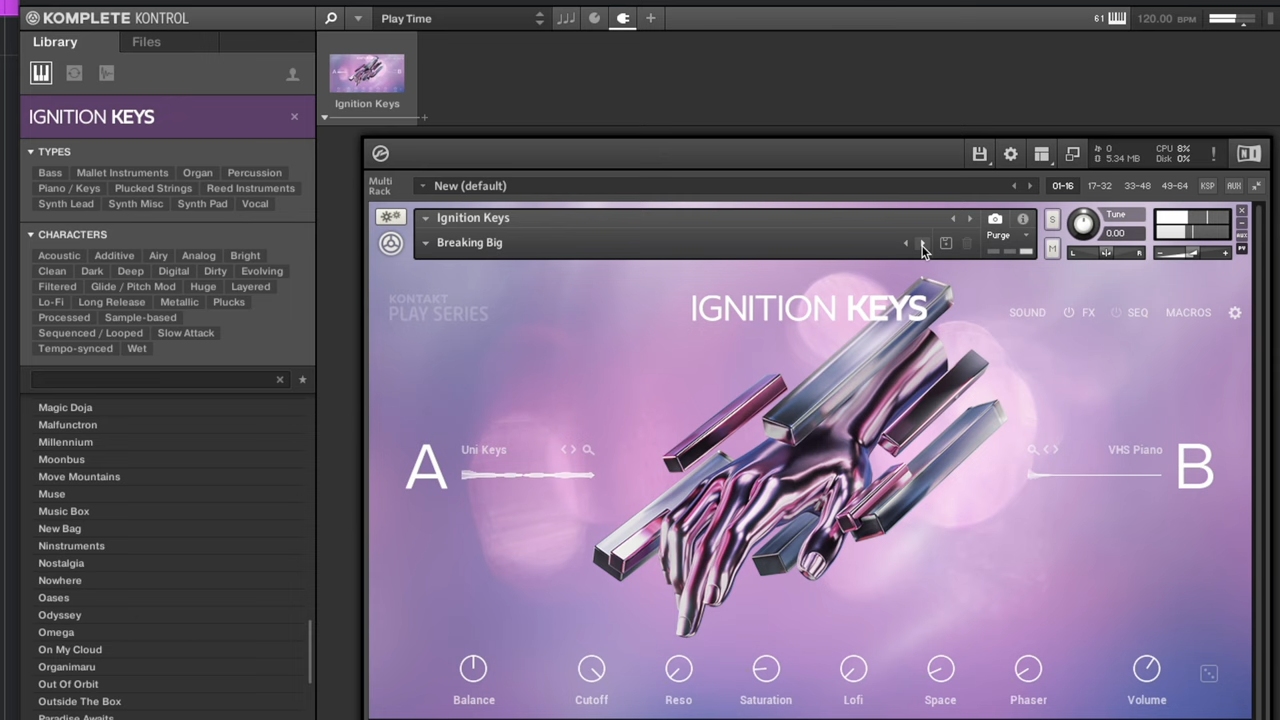 KOMPLETE KONTROL
Play Time
61
120.00 BPM
Library
Files
IGNITION KEYS
TYPES
Bass Mallet Instruments Organ Percussion
Piano / Keys Plucked Strings Reed Instruments
Synth Lead Synth Misc Synth Pad Vocal
CHARACTERS
Acoustic Additive Airy Analog Bright
Clean Dark Deep Digital Dirty Evolving
Filtered Glide / Pitch Mod Huge Layered
Lo-Fi Long Release Metallic Plucks
Processed Sample-based
Sequenced / Looped Slow Attack
Tempo-synced Wet
Magic Doja
Malfunctron
Millennium
Moonbus
Move Mountains
Muse
Music Box
New Bag
Ninstruments
Nostalgia
Nowhere
Oases
Odyssey
Omega
On My Cloud
Organimaru
Out Of Orbit
Outside The Box
Paradise Awaits
Ignition Keys
0
5.34 MB
CPU 8%
Disk 0%
!
NI
Multi
Rack
New (default)
01-16 17-32 33-48 49-64 KSP AUX
Ignition Keys
Breaking Big
Purge
S
M
Tune
0.00
L R
- +
AUX
PV
KONTAKT
PLAY SERIES
IGNITION KEYS
SOUND FX SEQ MACROS
A
Uni Keys
VHS Piano
B
Balance
Cutoff
Reso
Saturation
Lofi
Space
Phaser
Volume